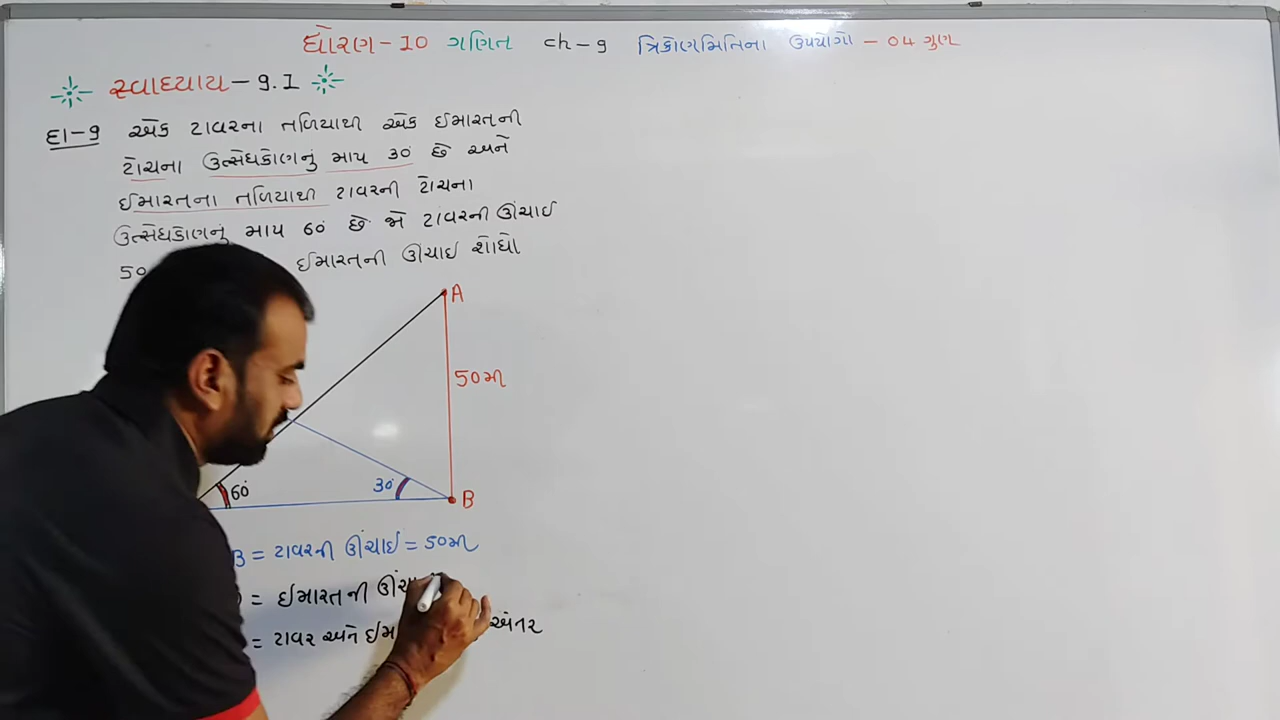 ધોરણ-10 ગણિત ch-9 ત્રિકોણમિતિના ઉપયોગો - 04 ગુણ
સ્વાધ્યાય-9.1
દા-9 એક ટાવરના તળિયાથી એક ઈમારતની
ટોચના ઉત્સેધકોણનું માપ 30° છે અને
ઈમારતના તળિયાથી ટાવરની ટોચના
ઉત્સેધકોણનુ માપ 60° છે જો ટાવરની ઊંચાઈ
50 ઈમારતની ઊંચાઈ શોધો
A
50મી
60°
30°
B
B = ટાવરની ઊંચાઈ = 50મી
= ઈમારતની
= ટાવર અને અંતર